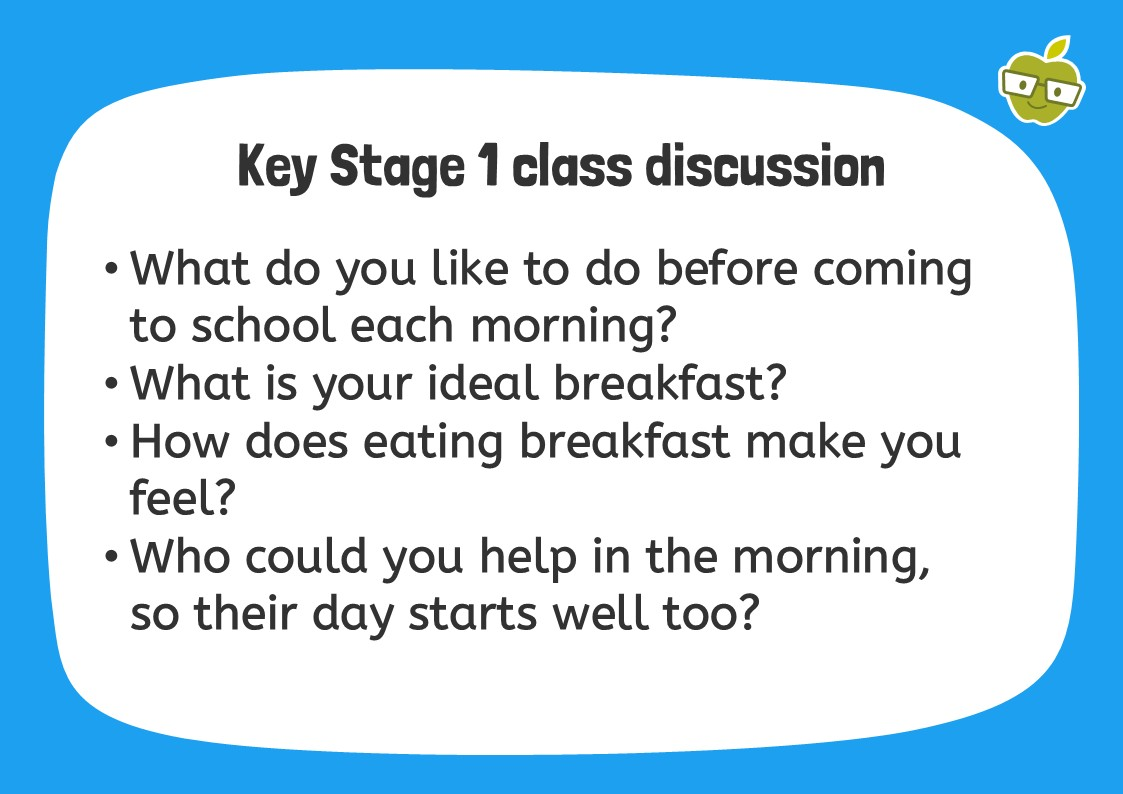 Key Stage 1 class discussion
• What do you like to do before coming
to school each morning?
• What is your ideal breakfast?
• How does eating breakfast make you
feel?
• Who could you help in the morning,
so their day starts well too?